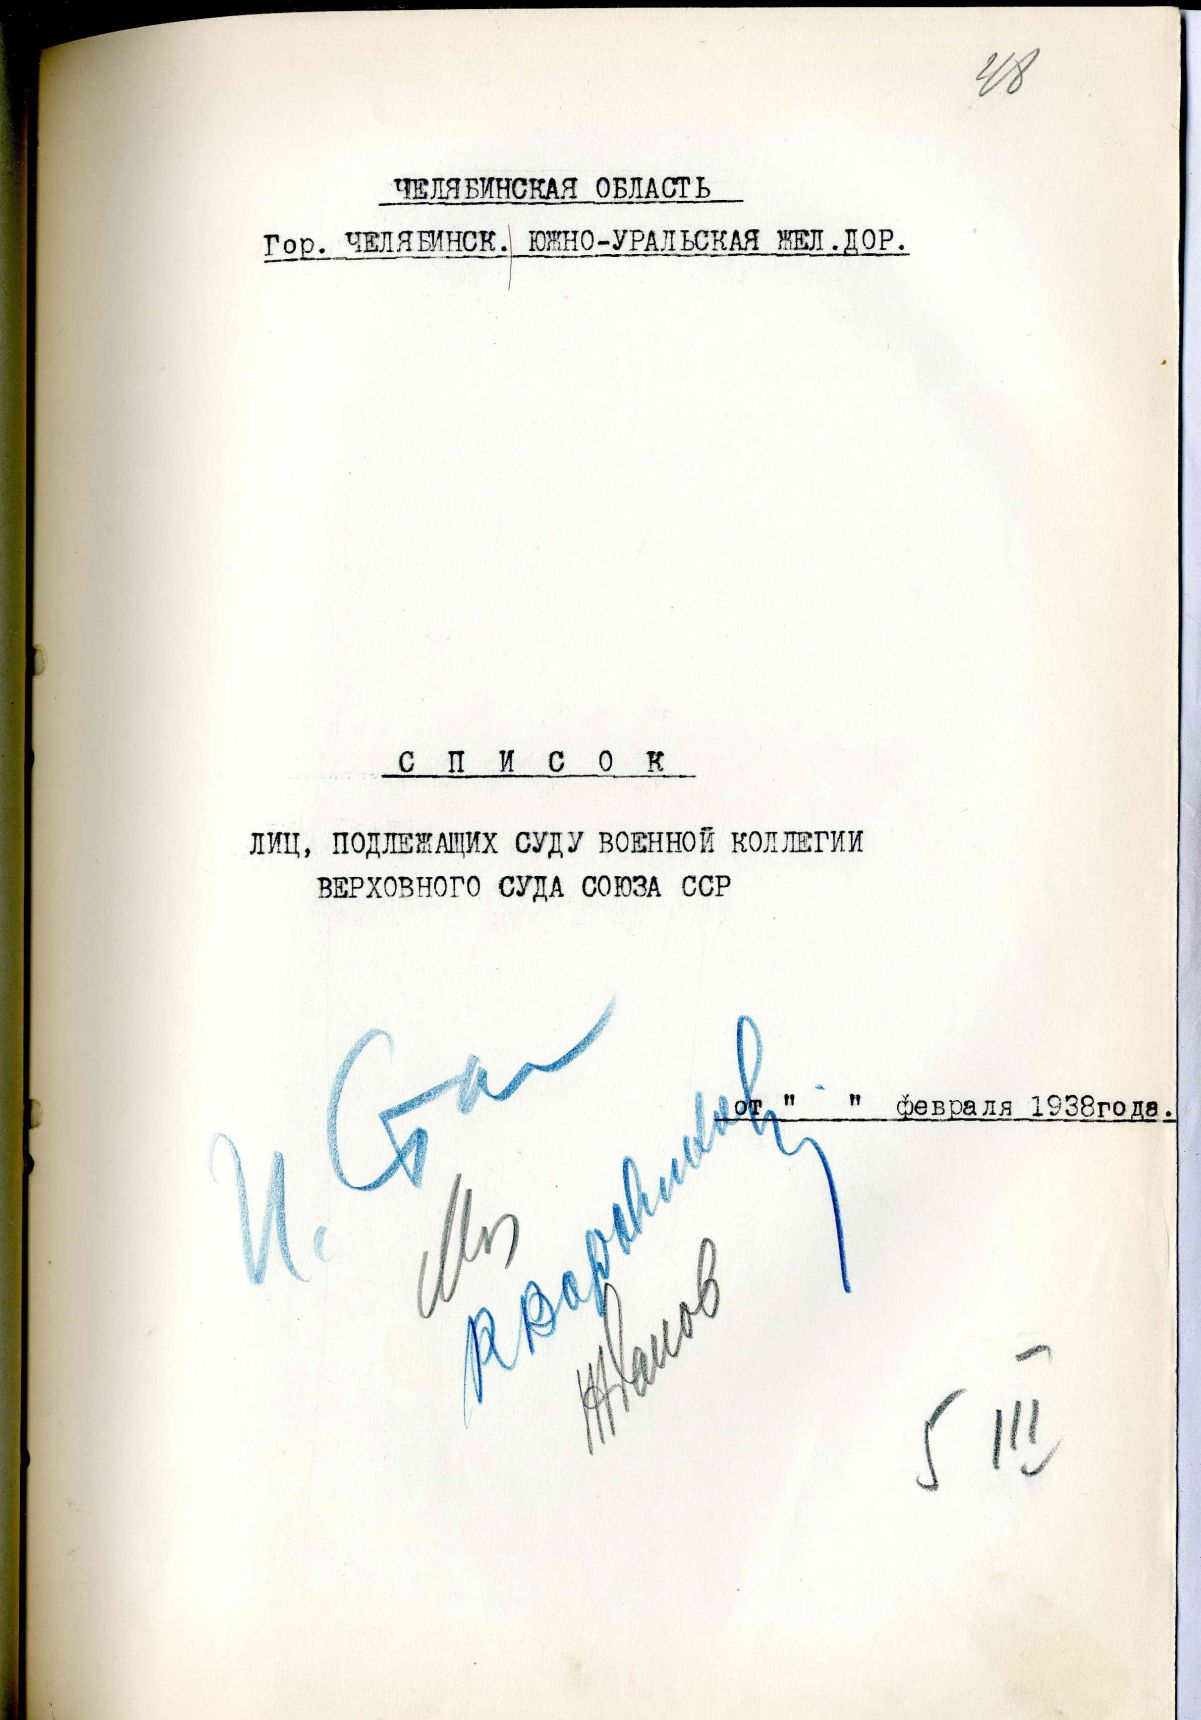 48
ЧЕЛЯБИНСКАЯ ОБЛАСТЬ
Гор. ЧЕЛЯБИНСК. ЮЖНО-УРАЛЬСКАЯ ЖЕЛ.ДОР.
С П И С О К
ЛИЦ, ПОДЛЕЖАЩИХ СУДУ ВОЕННОЙ КОЛЛЕГИИ
ВЕРХОВНОГО СУДА СОЮЗА ССР
от " " февраля 1938года.
И. Ст
К Ворошилов
Жданов
5 III